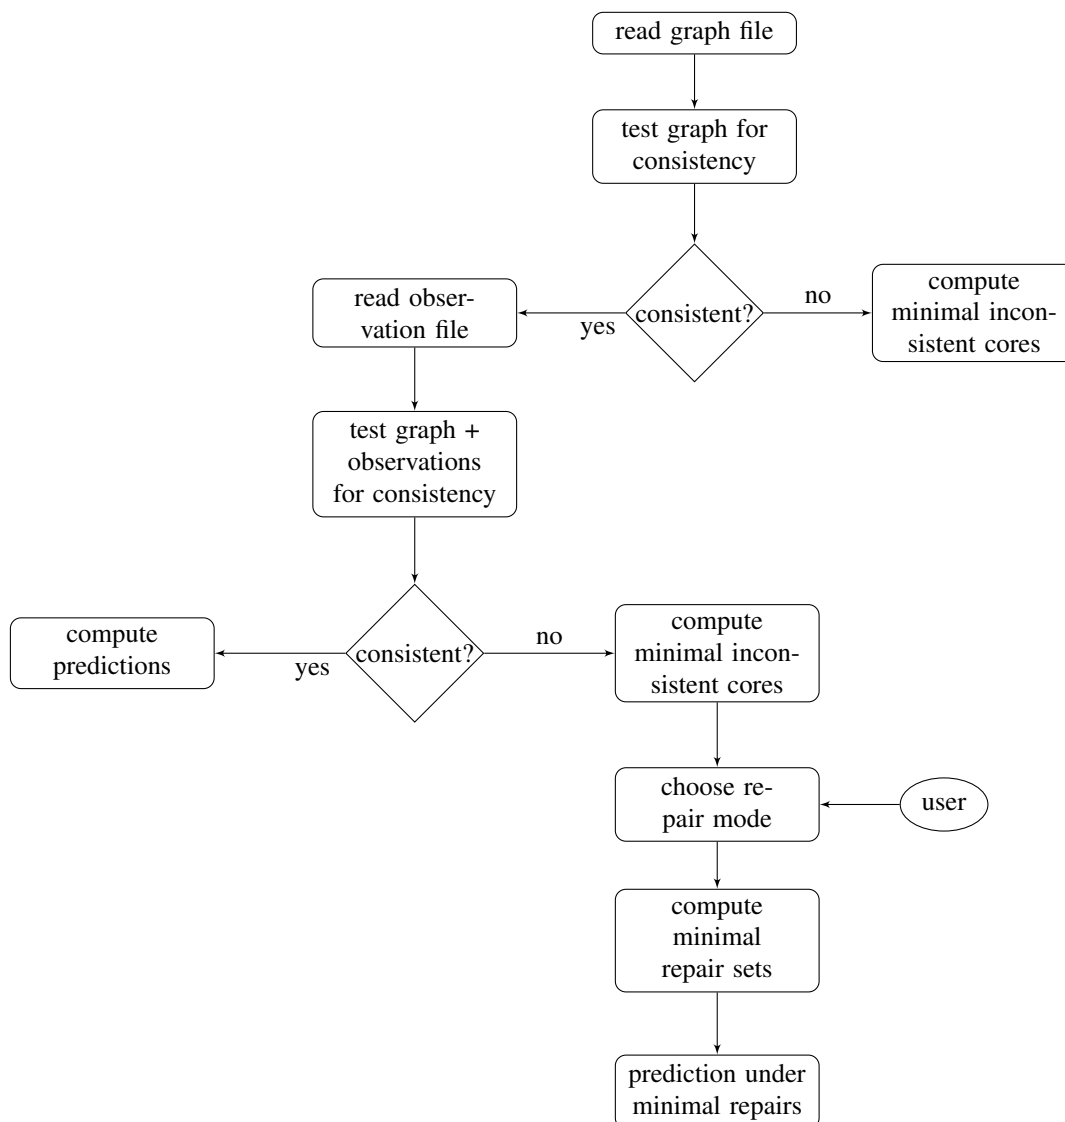 read graph file
test graph for
consistency
consistent?
yes
no
read obser-
vation file
compute
minimal incon-
sistent cores
test graph +
observations
for consistency
consistent?
yes
no
compute
predictions
compute
minimal incon-
sistent cores
choose re-
pair mode
user
compute
minimal
repair sets
prediction under
minimal repairs